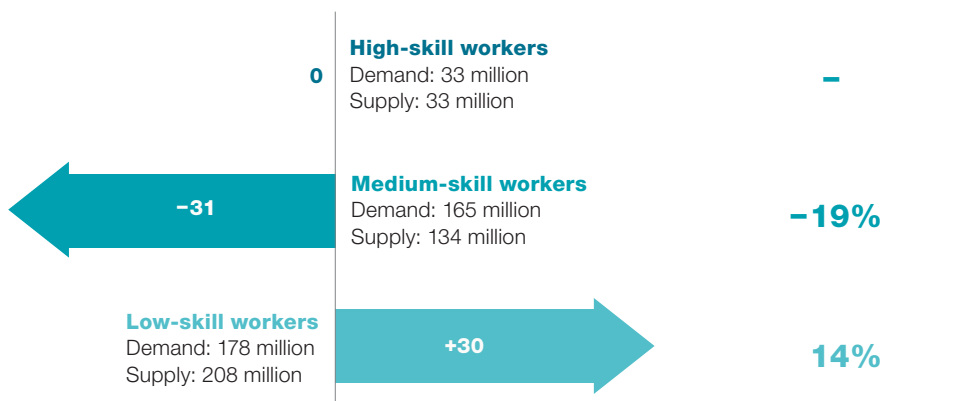 High-skill workers
0
Demand: 33 million
Supply: 33 million
–
Medium-skill workers
−31
Demand: 165 million
Supply: 134 million
−19%
Low-skill workers
Demand: 178 million
Supply: 208 million
+30
14%